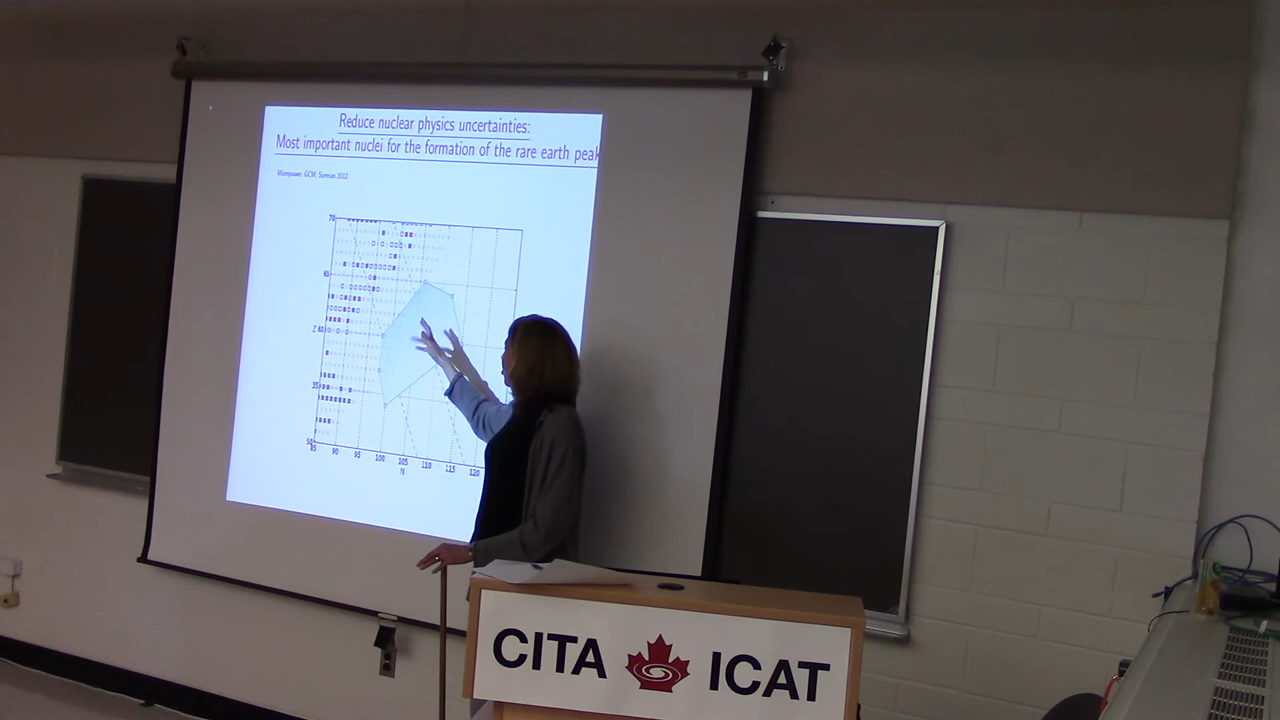 Reduce nuclear physics uncertainties:
Most important nuclei for the formation of the rare earth peak
Mumpower, GCM, Surman 2012
70
65
Z 60
55
50
85 90 95 100 105 110 115 120
N
CITA ICAT